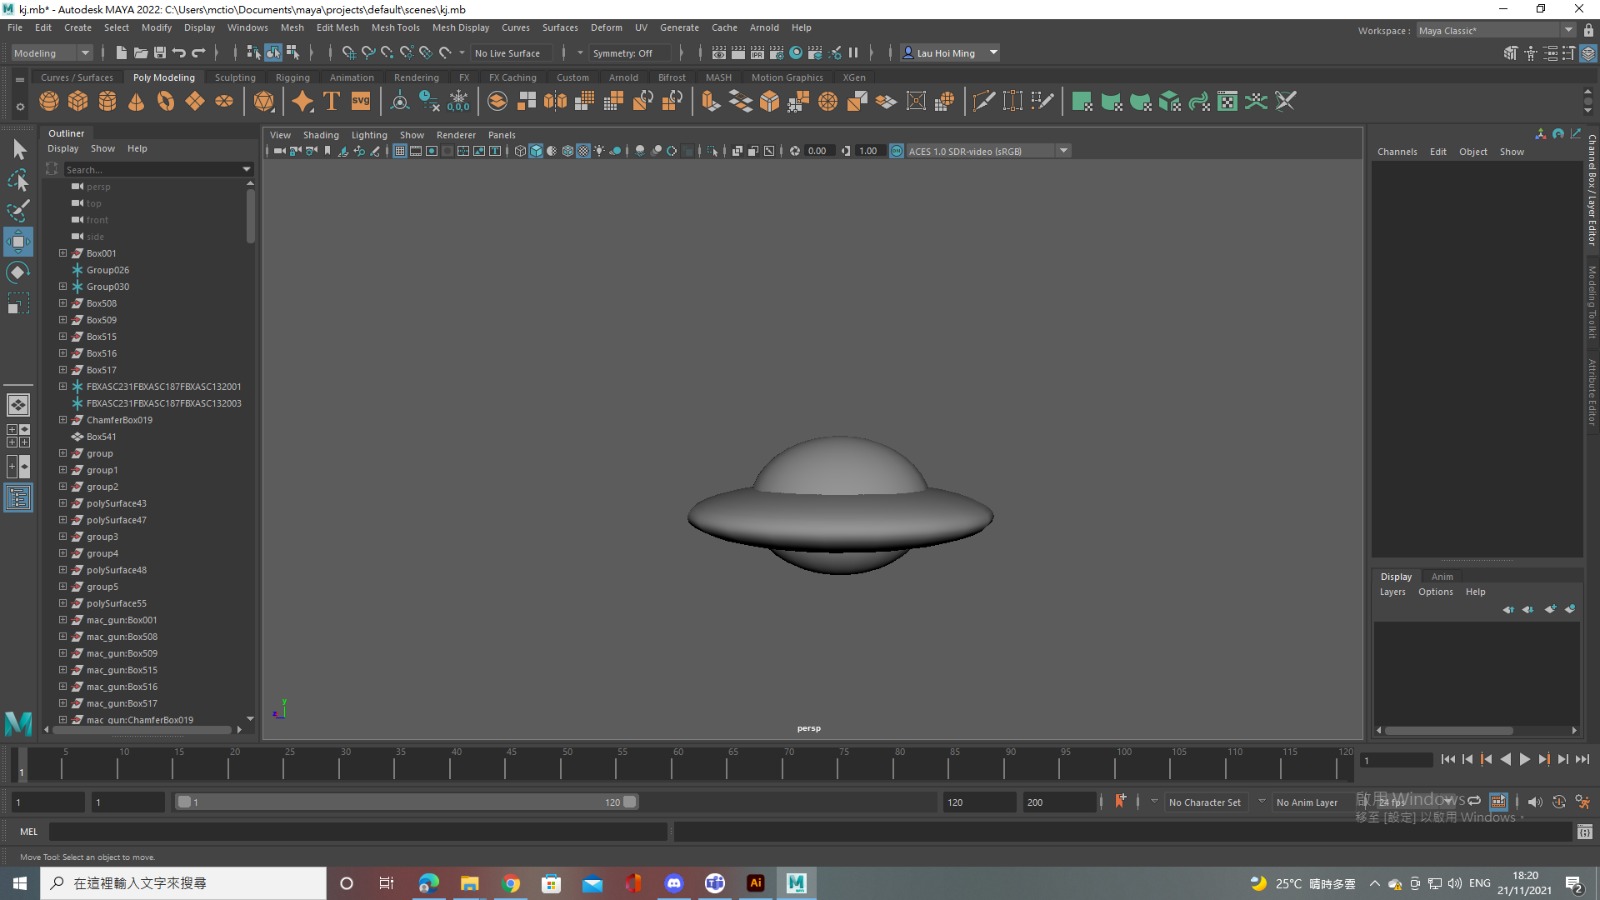 kj.mb* - Autodesk MAYA 2022: C:\Users\mctio\Documents\maya\projects\default\scenes\kj.mb
File Edit Create Select Modify Display Windows Mesh Edit Mesh Mesh Tools Mesh Display Curves Surfaces Deform UV Generate Cache Arnold Help
Workspace : Maya Classic*
Modeling No Live Surface Symmetry: Off Lau Hoi Ming
Curves / Surfaces Poly Modeling Sculpting Rigging Animation Rendering FX FX Caching Custom Arnold Bifrost MASH Motion Graphics XGen
T SVG 0,0,0
Outliner
Display Show Help
Search...
persp
top
front
side
Box001
Group026
Group030
Box508
Box509
Box515
Box516
Box517
FBXASC231FBXASC187FBXASC132001
FBXASC231FBXASC187FBXASC132003
ChamferBox019
Box541
group
group1
group2
polySurface43
polySurface47
group3
group4
polySurface48
group5
polySurface55
mac_gun:Box001
mac_gun:Box508
mac_gun:Box509
mac_gun:Box515
mac_gun:Box516
mac_gun:Box517
mac_gun:ChamferBox019
View Shading Lighting Show Renderer Panels
0.00 1.00 ACES 1.0 SDR-video (sRGB)
y
z
persp
Channels Edit Object Show
Channel Box / Layer Editor
Modeling Toolkit
Attribute Editor
Display Anim
Layers Options Help
5 10 15 20 25 30 35 40 45 50 55 60 65 70 75 80 85 90 95 100 105 110 115 120
1 1
1 1 1 120 120 200 No Character Set No Anim Layer 24 fps
啟用 Windows
移至 [設定] 以啟用 Windows。
MEL
Move Tool: Select an object to move.
在這裡輸入文字來搜尋
Ai
M
25°C 晴時多雲 ENG
18:20
21/11/2021
2